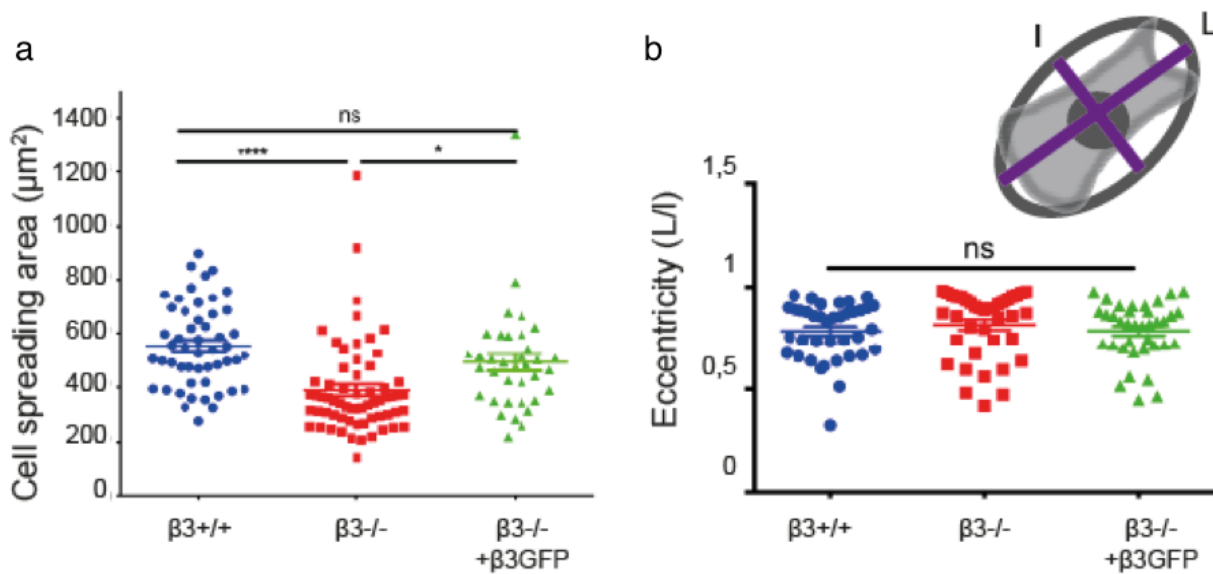 a
Cell spreading area (µm²)
1400
1200
1000
800
600
400
200
0
ns
****
*
β3+/+
β3-/-
β3-/-
+β3GFP
b
l
L
Eccentricity (L/l)
1,5
1
0,5
0
ns
β3+/+
β3-/-
β3-/-
+β3GFP